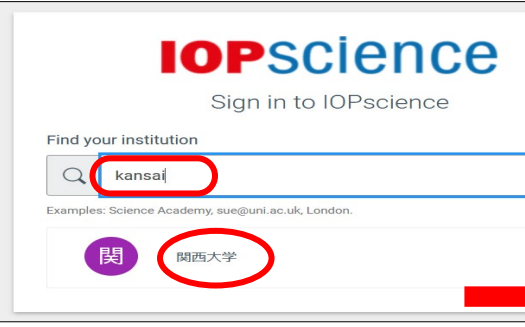 IOPscience
Sign in to IOPscience
Find your institution
kansai
Examples: Science Academy, sue@uni.ac.uk, London.
関 関西大学